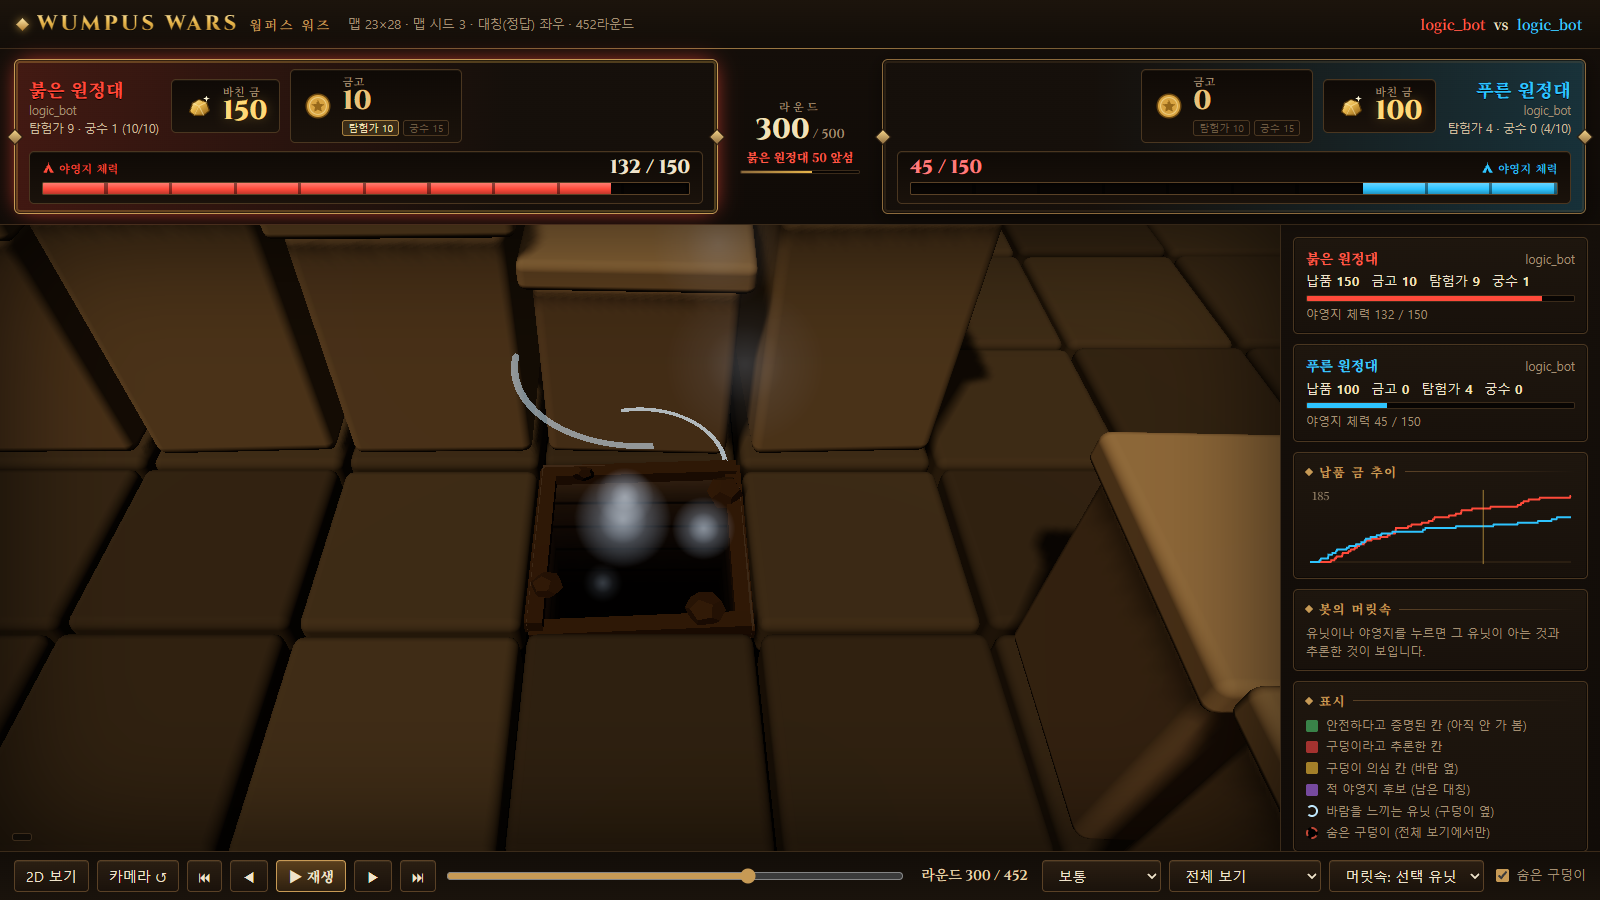 WUMPUS WARS 웜퍼스 워즈 맵 23×28 · 맵 시드 3 · 대칭(정답) 좌우 · 452라운드
logic_bot vs logic_bot
붉은 원정대
logic_bot
탐험가 9 · 궁수 1 (10/10)
바친 금
150
금고
10
탐험가 10 궁수 15
야영지 체력 132 / 150
라운드
300 / 500
붉은 원정대 50 앞섬
금고
0
탐험가 10 궁수 15
바친 금
100
푸른 원정대
logic_bot
탐험가 4 · 궁수 0 (4/10)
45 / 150 야영지 체력
붉은 원정대 logic_bot
납품 150 금고 10 탐험가 9 궁수 1
야영지 체력 132 / 150
푸른 원정대 logic_bot
납품 100 금고 0 탐험가 4 궁수 0
야영지 체력 45 / 150
납품 금 추이
185
봇의 머릿속
유닛이나 야영지를 누르면 그 유닛이 아는 것과
추론한 것이 보입니다.
표시
안전하다고 증명된 칸 (아직 안 가 봄)
구덩이라고 추론한 칸
구덩이 의심 칸 (바람 옆)
적 야영지 후보 (남은 대칭)
바람을 느끼는 유닛 (구덩이 옆)
숨은 구덩이 (전체 보기에서만)
2D 보기 카메라 ↺ ⏮ ◀ ▶ 재생 ▶ ⏭ 라운드 300 / 452 보통 전체 보기 머릿속: 선택 유닛 숨은 구덩이